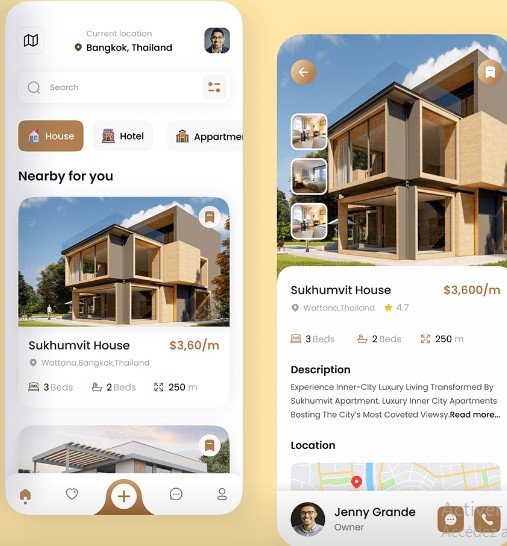 Current location
Bangkok, Thailand
Search
House
Hotel
Appartmer
Nearby for you
Sukhumvit House
$3,60/m
Wattana,Bangkok,Thailand
3 Beds
2 Beds
250 m
Sukhumvit House
$3,600/m
Wattana,Thailand
4.7
3 Beds
2 Beds
250 m
Description
Experience Inner-City Luxury Living Transformed By
Sukhumvit Apartment. Luxury Inner City Apartments
Bosting The City's Most Coveted Viewsy.Read more...
Location
Jenny Grande
Owner
Activer
Accédez a